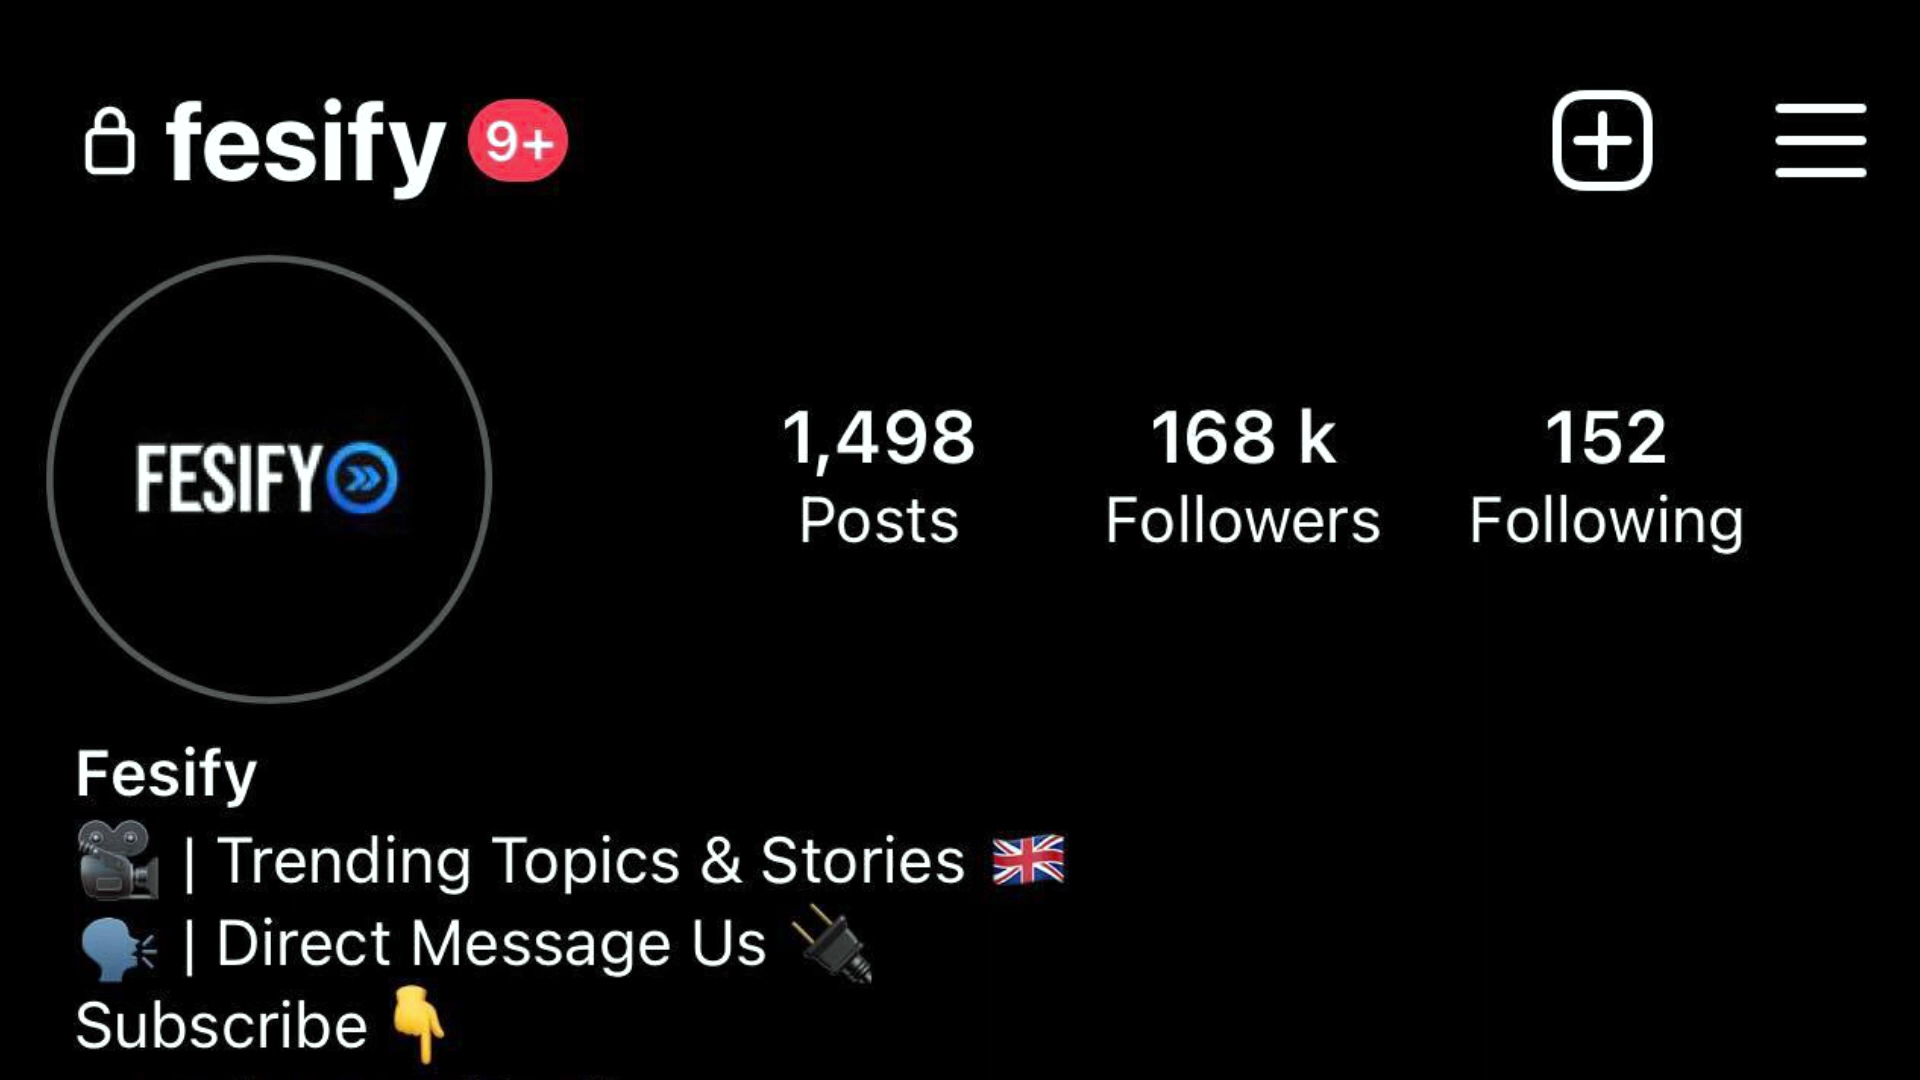 fesify 9+
FESIFY
1,498 168 k 152
Posts Followers Following
Fesify
🎥 | Trending Topics & Stories 🇬🇧
🗣 | Direct Message Us 🔌
Subscribe 👇